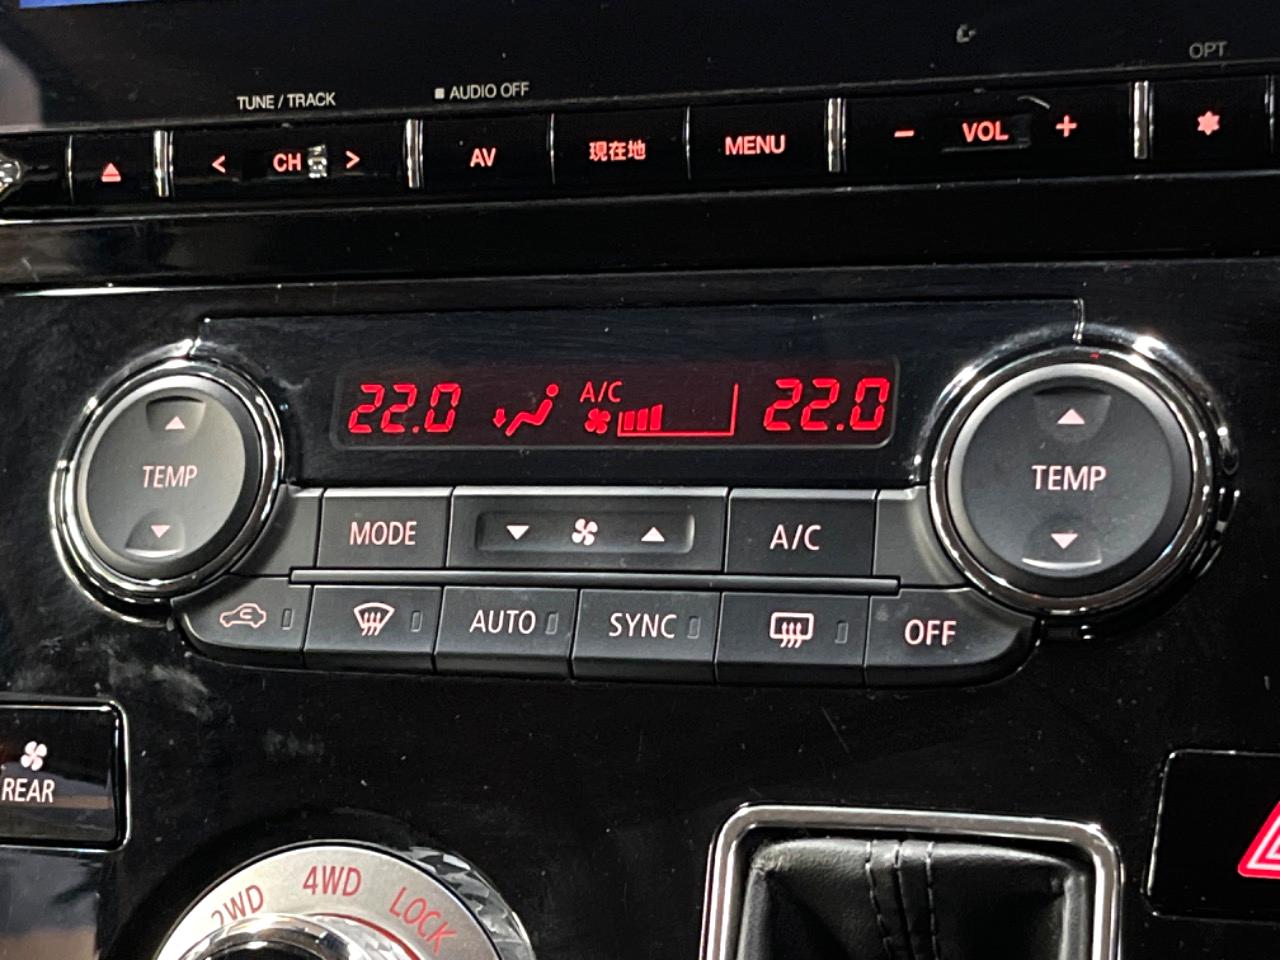 OPT
TUNE / TRACK
AUDIO OFF
CH
AV
現在地
MENU
VOL
22.0
A/C
22.0
TEMP
TEMP
MODE
A/C
AUTO
SYNC
OFF
REAR
2WD
4WD
LOCK